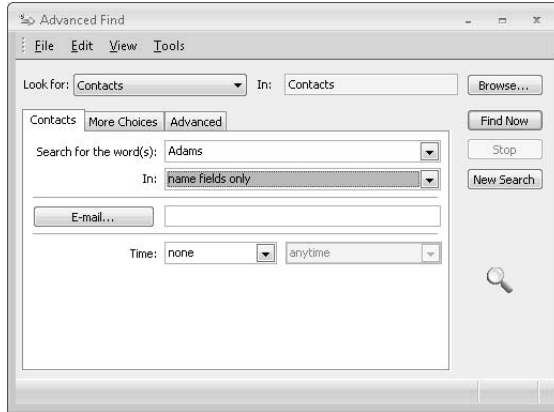 Advanced Find
File Edit View Tools
Look for: Contacts In: Contacts Browse...
Contacts More Choices Advanced Find Now
Search for the word(s): Adams Stop
In: name fields only New Search
E-mail...
Time: none anytime